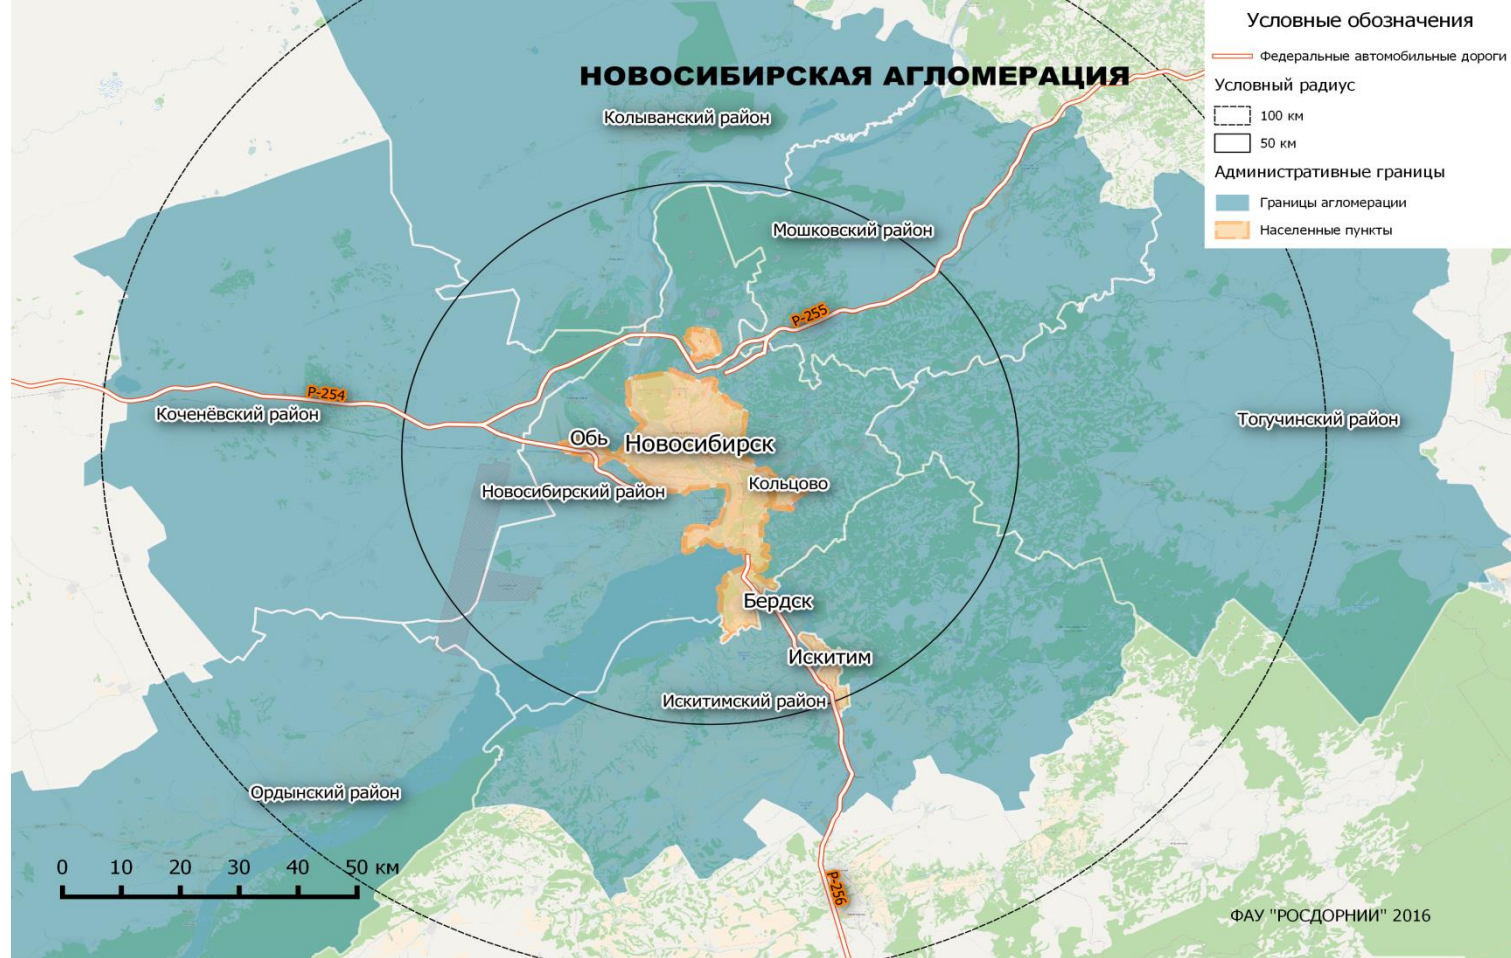 Условные обозначения
Федеральные автомобильные дороги
Условный радиус
100 км
50 км
Административные границы
Границы агломерации
Населенные пункты
НОВОСИБИРСКАЯ АГЛОМЕРАЦИЯ
Колыванский район
Мошковский район
Р-255
Р-254
Коченёвский район
Тогучинский район
Обь
Новосибирск
Новосибирский район
Кольцово
Бердск
Искитим
Искитимский район
Ордынский район
0 10 20 30 40 50 км
Р-256
ФАУ "РОСДОРНИИ" 2016